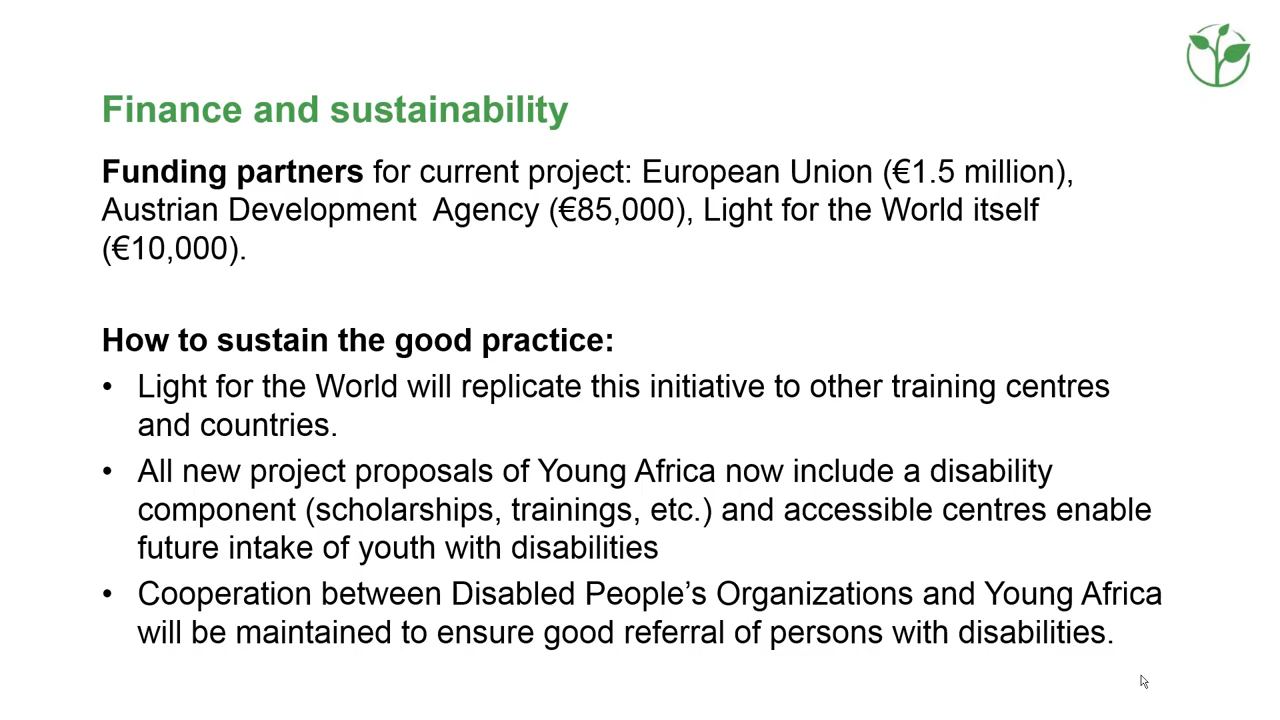 Finance and sustainability
Funding partners for current project: European Union (€1.5 million),
Austrian Development  Agency (€85,000), Light for the World itself
(€10,000).
How to sustain the good practice:
• Light for the World will replicate this initiative to other training centres
and countries.
• All new project proposals of Young Africa now include a disability
component (scholarships, trainings, etc.) and accessible centres enable
future intake of youth with disabilities
• Cooperation between Disabled People’s Organizations and Young Africa
will be maintained to ensure good referral of persons with disabilities.